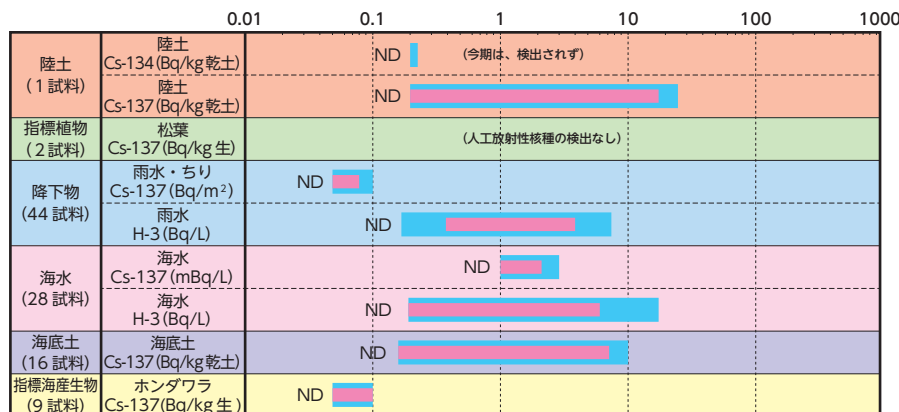 0.01 0.1 1 10 100 1000
陸土
(1試料)
陸土
Cs-134(Bq/kg乾土)
ND
(今期は、検出されず)
陸土
Cs-137(Bq/kg乾土)
ND
指標植物
(2試料)
松葉
Cs-137(Bq/kg生)
(人工放射性核種の検出なし)
降下物
(44試料)
雨水・ちり
Cs-137(Bq/m²)
ND
雨水
H-3(Bq/L)
ND
海水
(28試料)
海水
Cs-137(mBq/L)
ND
海水
H-3(Bq/L)
ND
海底土
(16試料)
海底土
Cs-137(Bq/kg乾土)
ND
指標海産生物
(9試料)
ホンダワラ
Cs-137(Bq/kg生)
ND